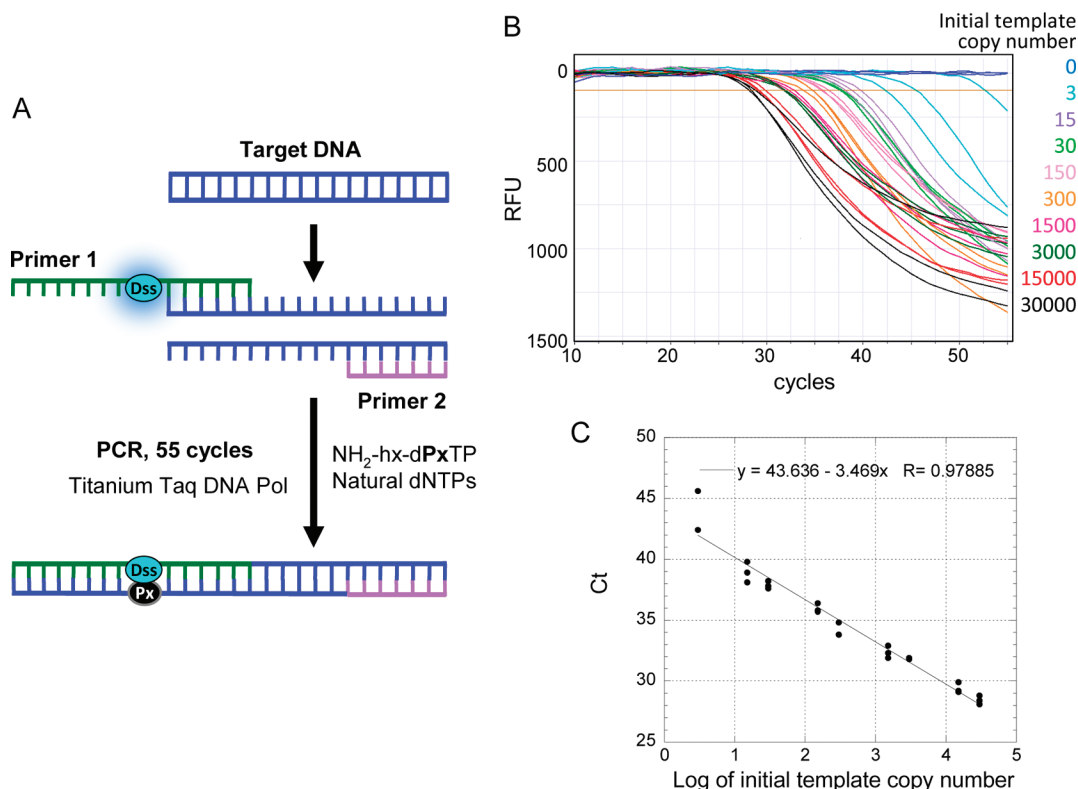 A
Target DNA
Primer 1
Dss
Primer 2
PCR, 55 cycles
Titanium Taq DNA Pol
NH2-hx-dPxTP
Natural dNTPs
Dss
Px
B
Initial template
copy number
0
3
15
30
150
300
1500
3000
15000
30000
RFU
0
500
1000
1500
10
20
30
40
50
cycles
C
y = 43.636 - 3.469x R= 0.97885
Ct
50
45
40
35
30
25
0
1
2
3
4
5
Log of initial template copy number